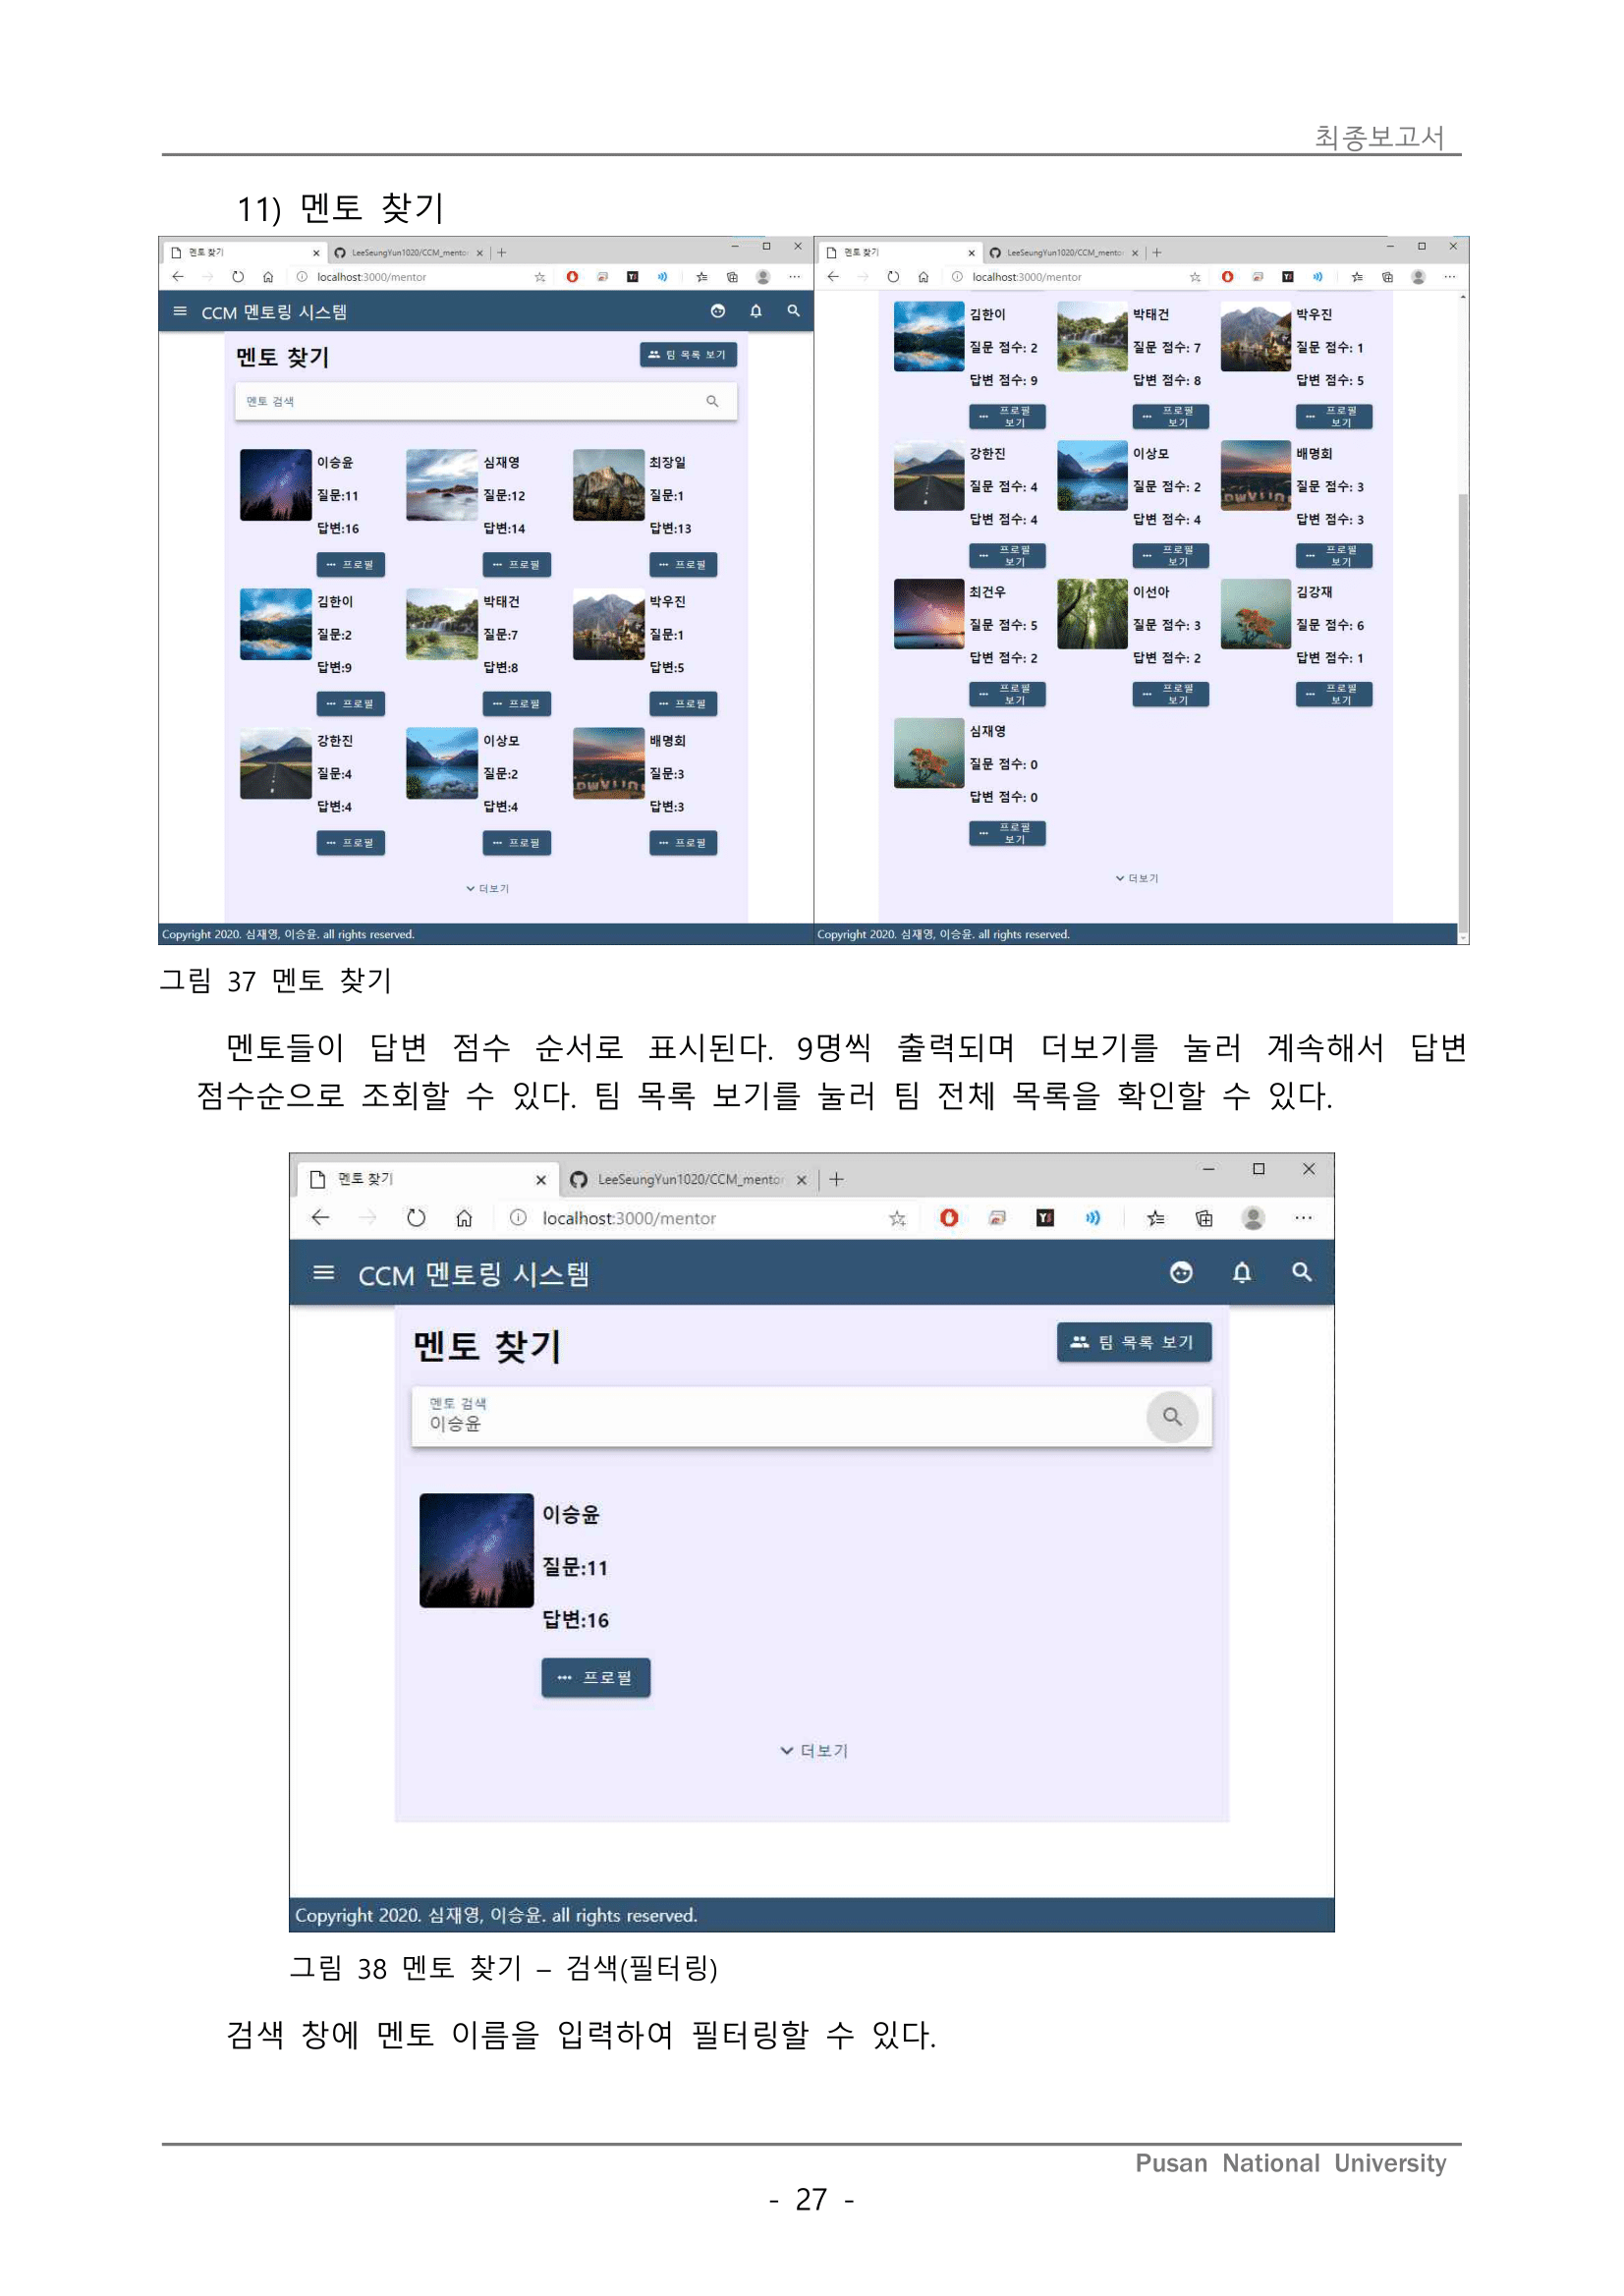 최종보고서
11) 멘토 찾기
멘토 찾기
LeeSeungYun1020/CCM_mento
localhost:3000/mentor
CCM 멘토링 시스템
멘토 찾기
팀 목록 보기
멘토 검색
이승윤 심재영 최장일
질문:11 질문:12 질문:1
답변:16 답변:14 답변:13
프로필 프로필 프로필
김한이 박태건 박우진
질문:2 질문:7 질문:1
답변:9 답변:8 답변:5
프로필 프로필 프로필
강한진 이상모 배명회
질문:4 질문:2 질문:3
답변:4 답변:4 답변:3
프로필 프로필 프로필
더보기
Copyright 2020. 심재영, 이승윤. all rights reserved.
멘토 찾기
LeeSeungYun1020/CCM_mento
localhost:3000/mentor
김한이 박태건 박우진
질문 점수: 2 질문 점수: 7 질문 점수: 1
답변 점수: 9 답변 점수: 8 답변 점수: 5
프로필 프로필 프로필
보기 보기 보기
강한진 이상모 배명회
질문 점수: 4 질문 점수: 2 질문 점수: 3
답변 점수: 4 답변 점수: 4 답변 점수: 3
프로필 프로필 프로필
보기 보기 보기
최건우 이선아 김강재
질문 점수: 5 질문 점수: 3 질문 점수: 6
답변 점수: 2 답변 점수: 2 답변 점수: 1
프로필 프로필 프로필
보기 보기 보기
심재영
질문 점수: 0
답변 점수: 0
프로필
보기
더보기
Copyright 2020. 심재영, 이승윤. all rights reserved.
그림 37 멘토 찾기
멘토들이 답변 점수 순서로 표시된다. 9명씩 출력되며 더보기를 눌러 계속해서 답변
점수순으로 조회할 수 있다. 팀 목록 보기를 눌러 팀 전체 목록을 확인할 수 있다.
멘토 찾기
LeeSeungYun1020/CCM_mentor
localhost:3000/mentor
CCM 멘토링 시스템
멘토 찾기
팀 목록 보기
멘토 검색
이승윤
이승윤
질문:11
답변:16
프로필
더보기
Copyright 2020. 심재영, 이승윤. all rights reserved.
그림 38 멘토 찾기 – 검색(필터링)
검색 창에 멘토 이름을 입력하여 필터링할 수 있다.
Pusan National University
- 27 -